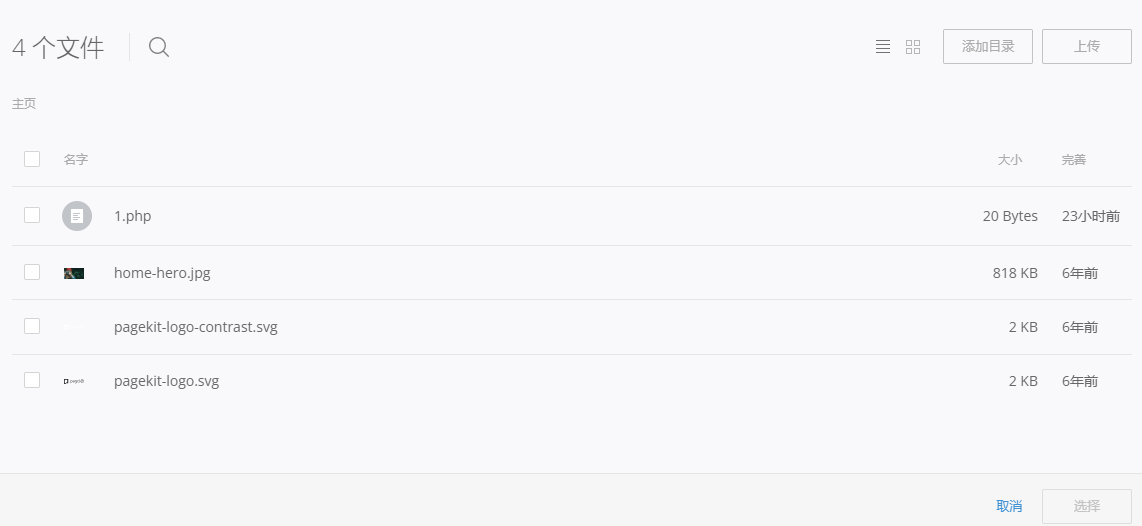 4 个文件
添加目录
上传
主页
名字 大小 完善
1.php 20 Bytes 23小时前
home-hero.jpg 818 KB 6年前
pagekit-logo-contrast.svg 2 KB 6年前
pagekit-logo.svg 2 KB 6年前
取消 选择